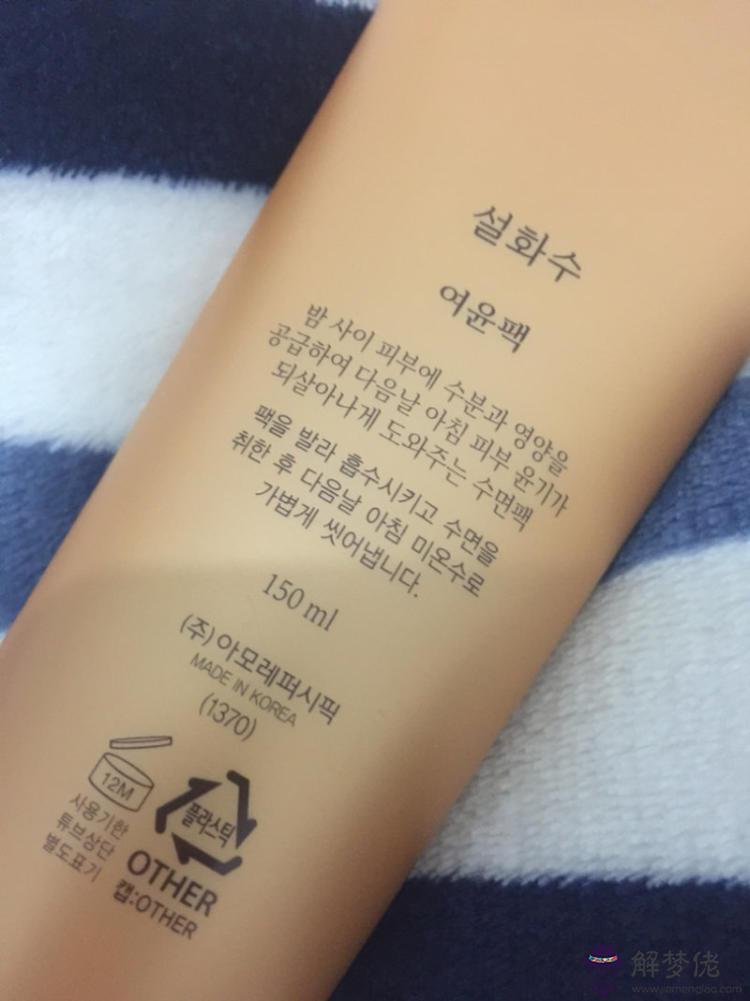 설화수
여윤팩
밤 사이 피부에 수분과 영양을
공급하여 다음날 아침 피부 윤기가
되살아나게 도와주는 수면팩
팩을 발라 흡수시키고 수면을
취한 후 다음날 아침 미온수로
가볍게 씻어냅니다.
150 ml
(주)아모레퍼시픽
MADE IN KOREA
(1370)
12M
사용기한
튜브상단
별도표기
플라스틱
OTHER
캡:OTHER
解梦佬
www.jiemenglao.com